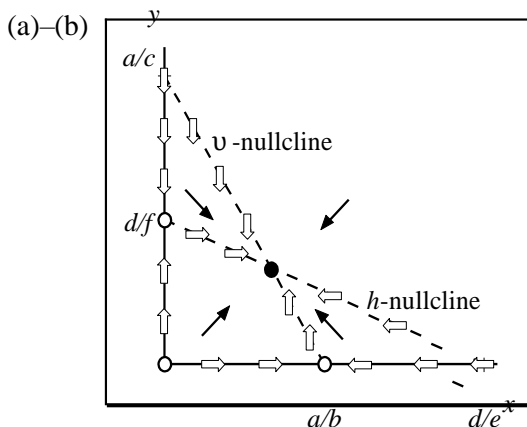 (a)–(b)
y
a/c
υ-nullcline
d/f
h-nullcline
a/b
d/e
x